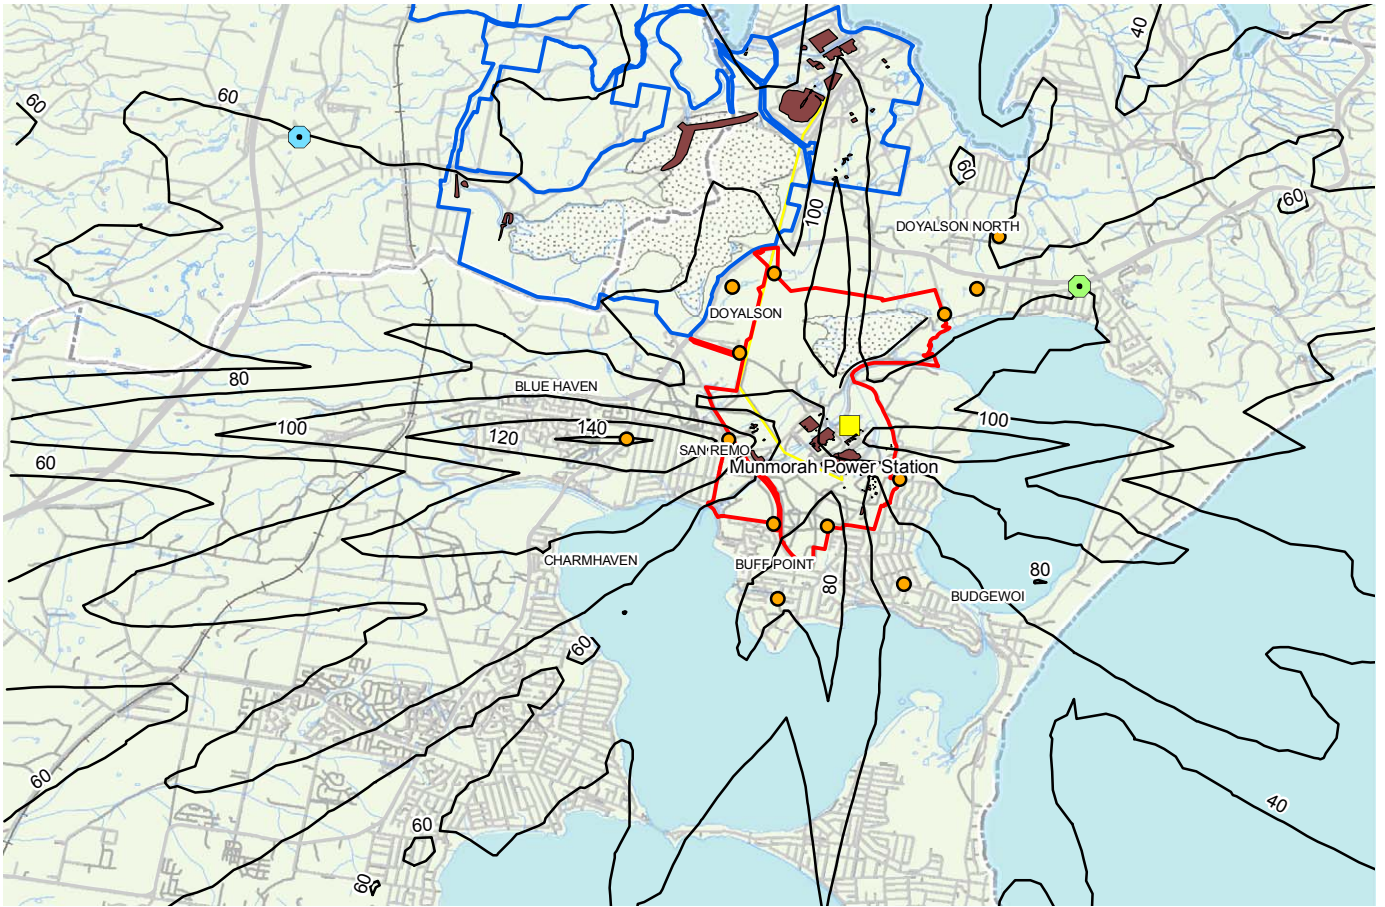 40
60
60
60
60
100
DOYALSON NORTH
DOYALSON
80
BLUE HAVEN
100
140
100
120
SAN REMO
60
Munmorah Power Station
CHARMHAVEN
BUFF POINT
80
80
BUDGEWOI
60
60
40
60
60